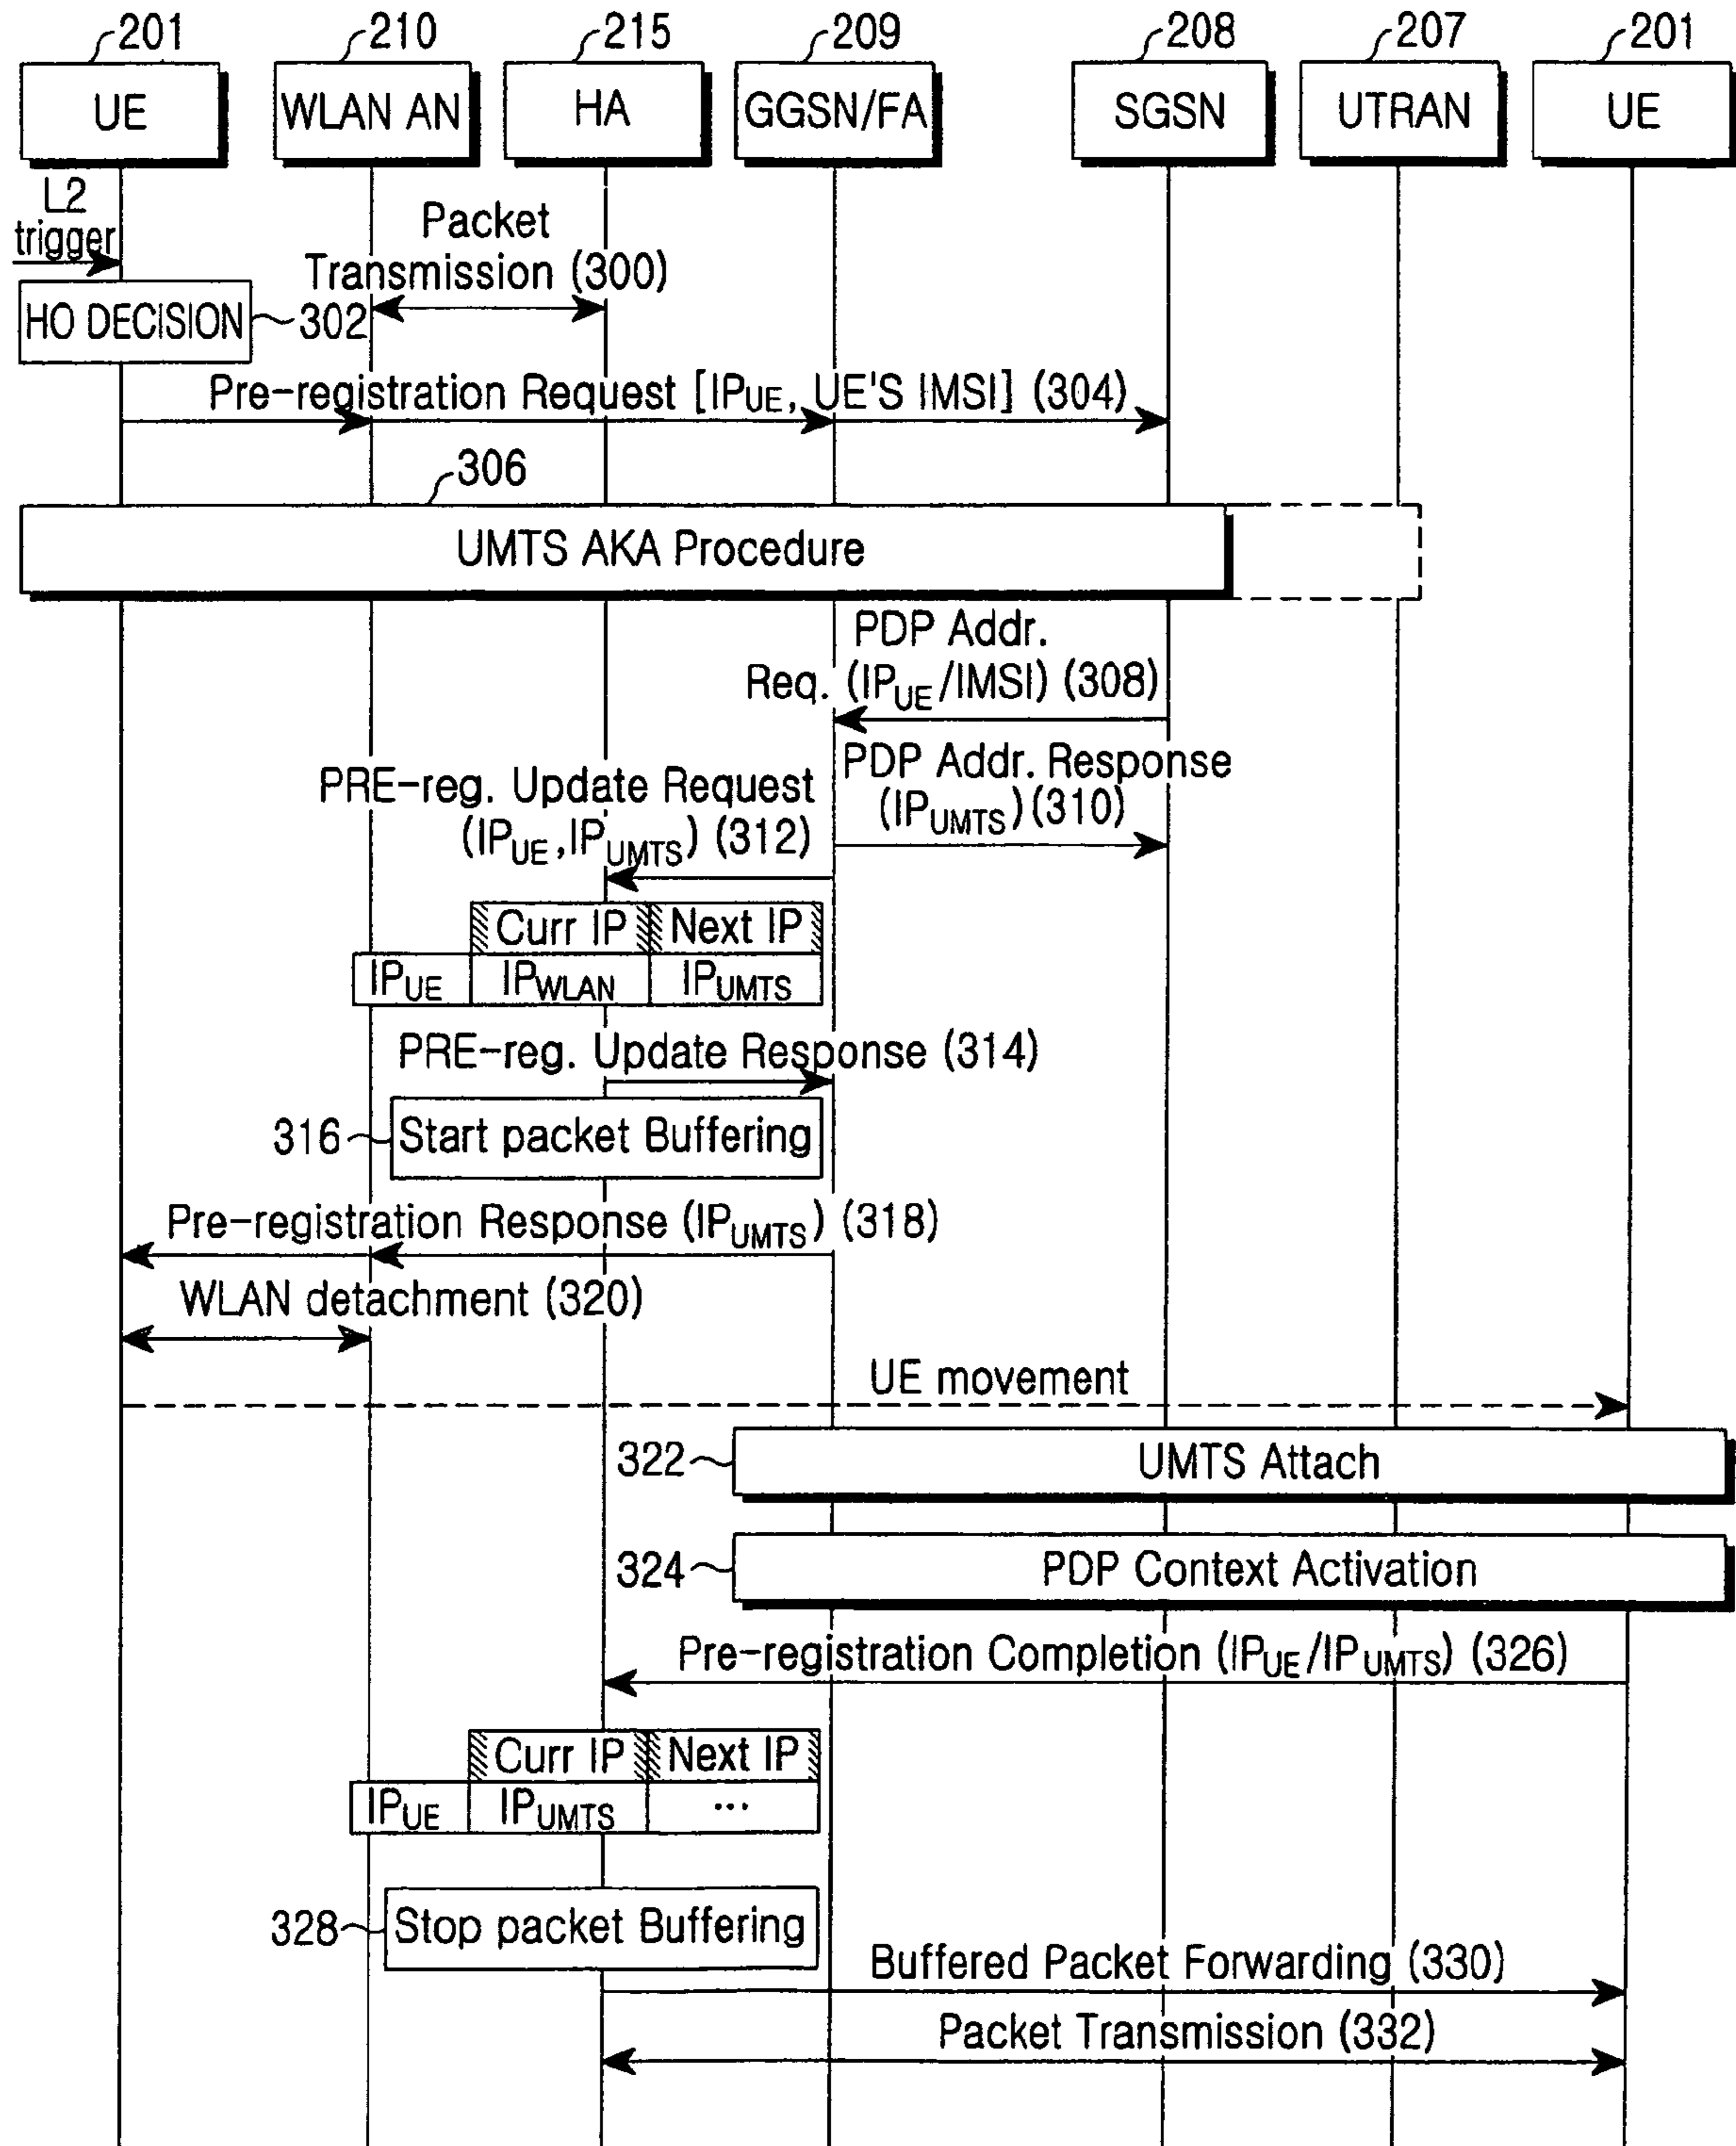 201
210
215
209
208
207
201
UE
WLAN AN
HA
GGSN/FA
SGSN
UTRAN
UE
L2
trigger
Packet
Transmission (300)
HO DECISION
302
Pre-registration Request [IPUE, UE'S IMSI] (304)
306
UMTS AKA Procedure
PDP Addr.
Req. (IPUE/IMSI) (308)
PDP Addr. Response
(IPUMTS) (310)
PRE-reg. Update Request
(IPUE, IPUMTS) (312)
Curr IP Next IP
IPUE IPWLAN IPUMTS
PRE-reg. Update Response (314)
316
Start packet Buffering
Pre-registration Response (IPUMTS) (318)
WLAN detachment (320)
UE movement
322
UMTS Attach
324
PDP Context Activation
Pre-registration Completion (IPUE/IPUMTS) (326)
Curr IP Next IP
IPUE IPUMTS ...
328
Stop packet Buffering
Buffered Packet Forwarding (330)
Packet Transmission (332)